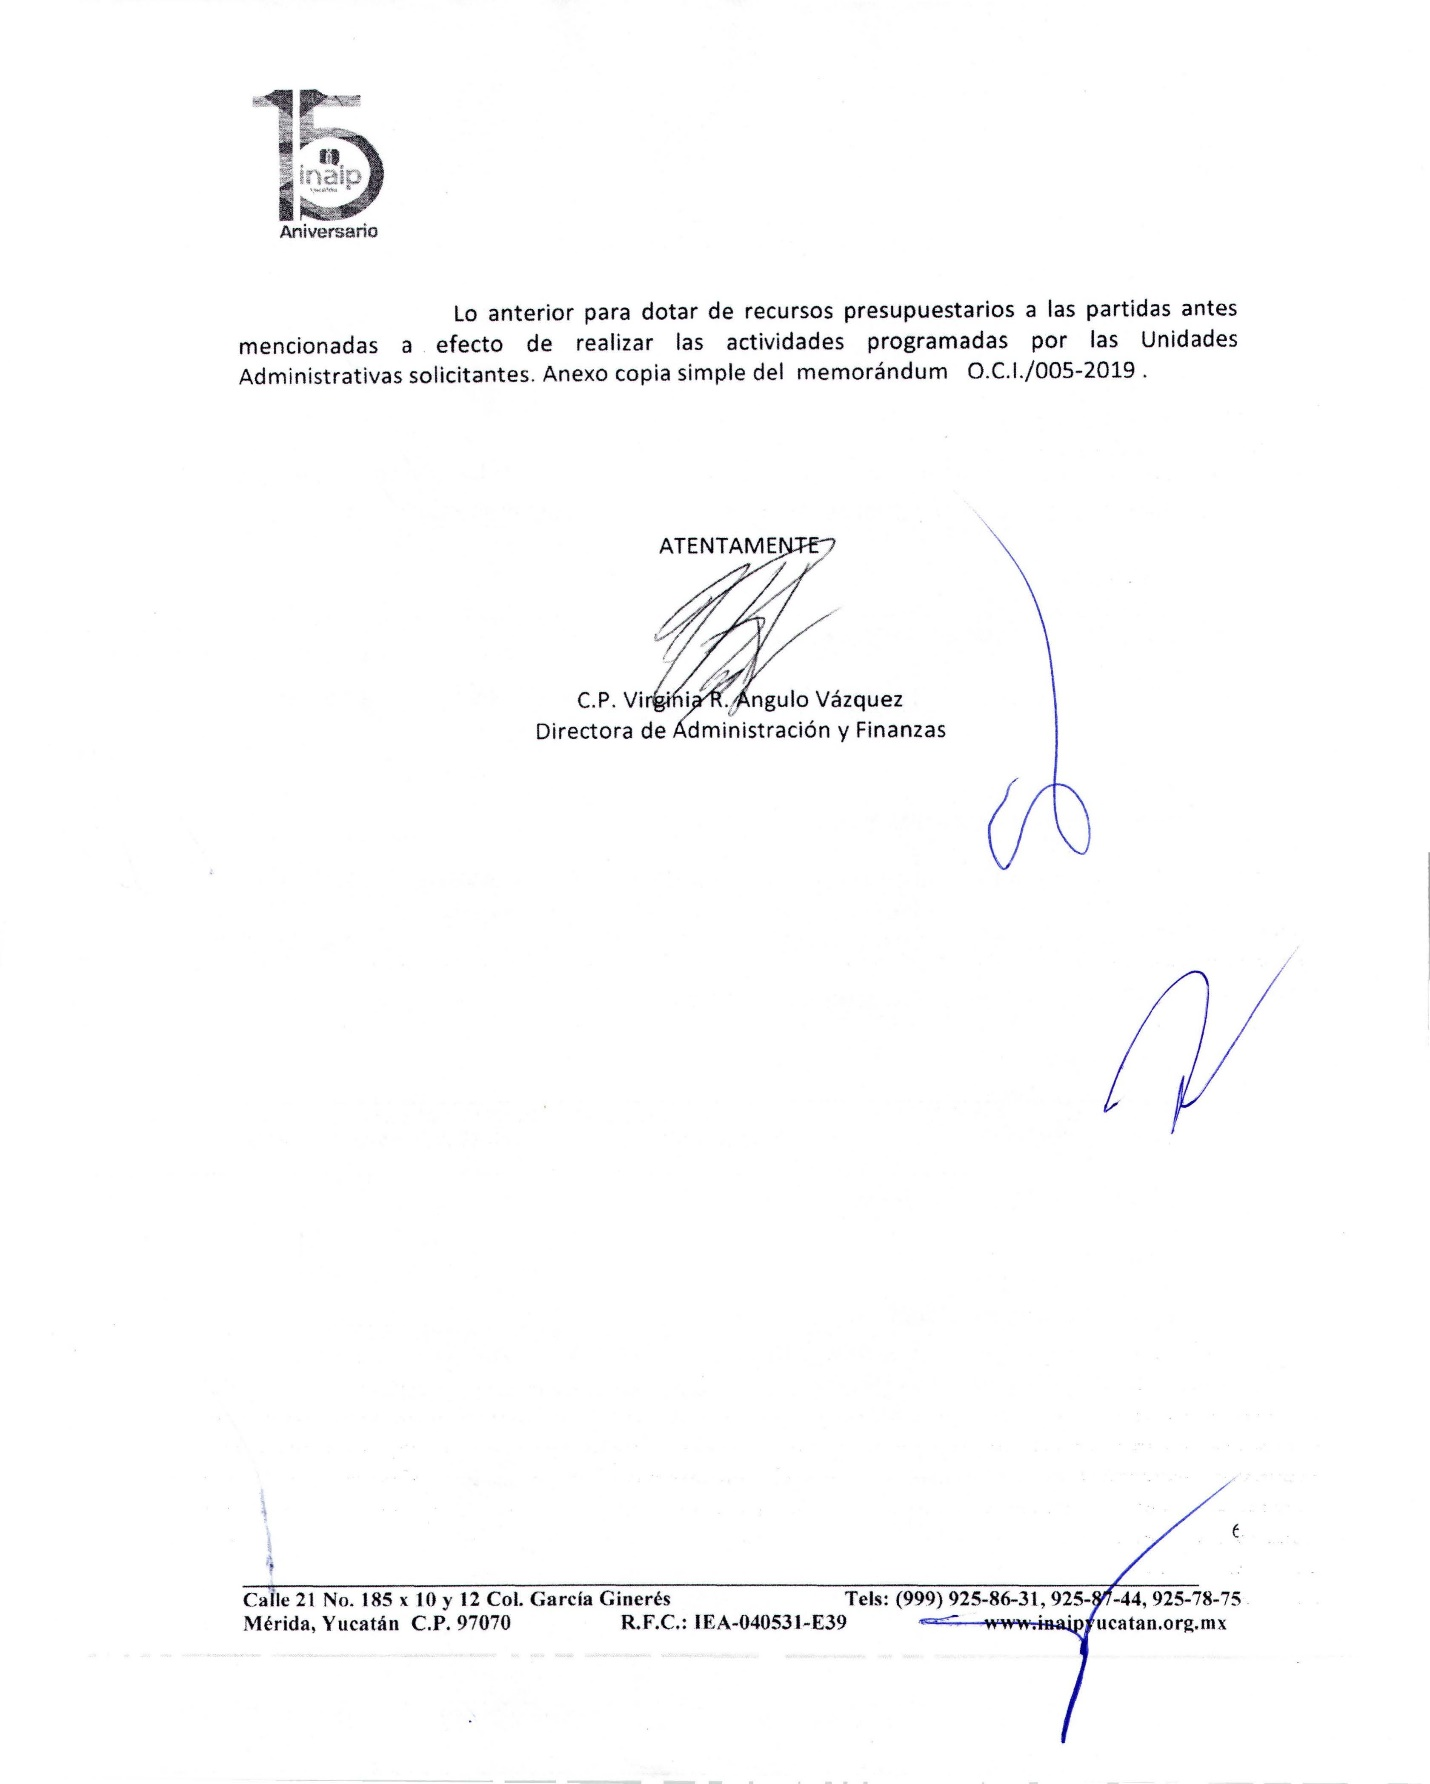 15
inaip
Aniversario
Lo anterior para dotar de recursos presupuestarios a las partidas antes
mencionadas a efecto de realizar las actividades programadas por las Unidades
Administrativas solicitantes. Anexo copia simple del memorándum O.C.I./005-2019 .
ATENTAMENTE
C.P. Virginia R. Angulo Vázquez
Directora de Administración y Finanzas
Calle 21 No. 185 x 10 y 12 Col. García Ginerés Tels: (999) 925-86-31, 925-87-44, 925-78-75
Mérida, Yucatán C.P. 97070 R.F.C.: IEA-040531-E39 www.inaipyucatan.org.mx